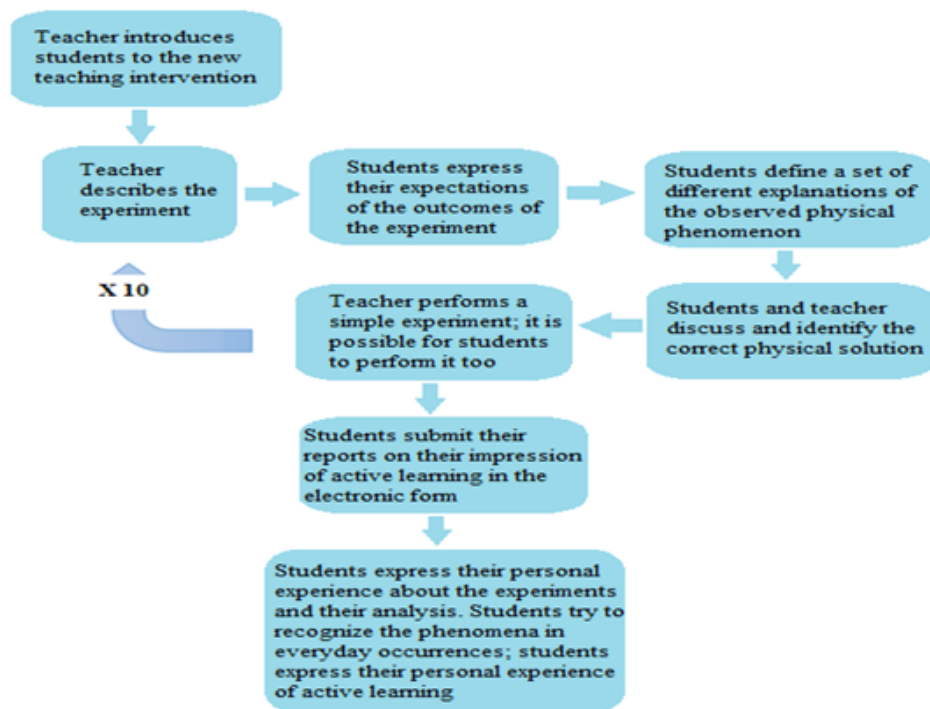 Teacher introduces
students to the new
teaching intervention
Teacher
describes the
experiment
Students express
their expectations
of the outcomes of
the experiment
Students define a set of
different explanations of
the observed physical
phenomenon
Students and teacher
discuss and identify the
correct physical solution
Teacher performs a
simple experiment; it is
possible for students
to perform it too
X 10
Students submit their
reports on their impression
of active learning in the
electronic form
Students express their personal
experience about the experiments
and their analysis. Students try to
recognize the phenomena in
everyday occurrences; students
express their personal experience
of active learning